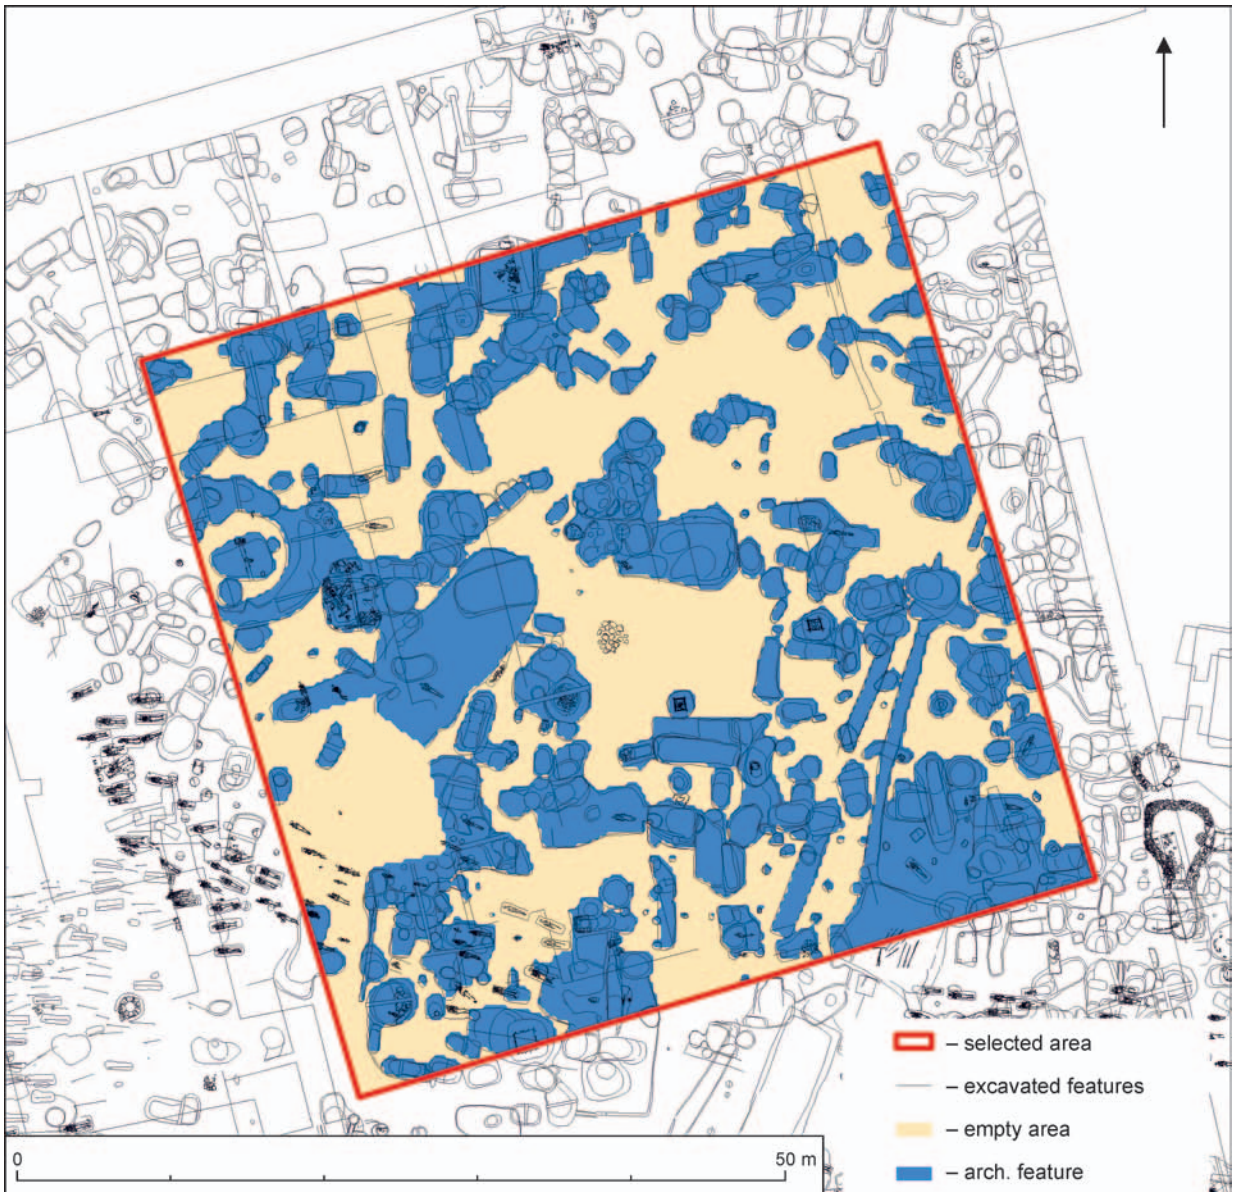 – selected area
– excavated features
– empty area
– arch. feature
0 50 m